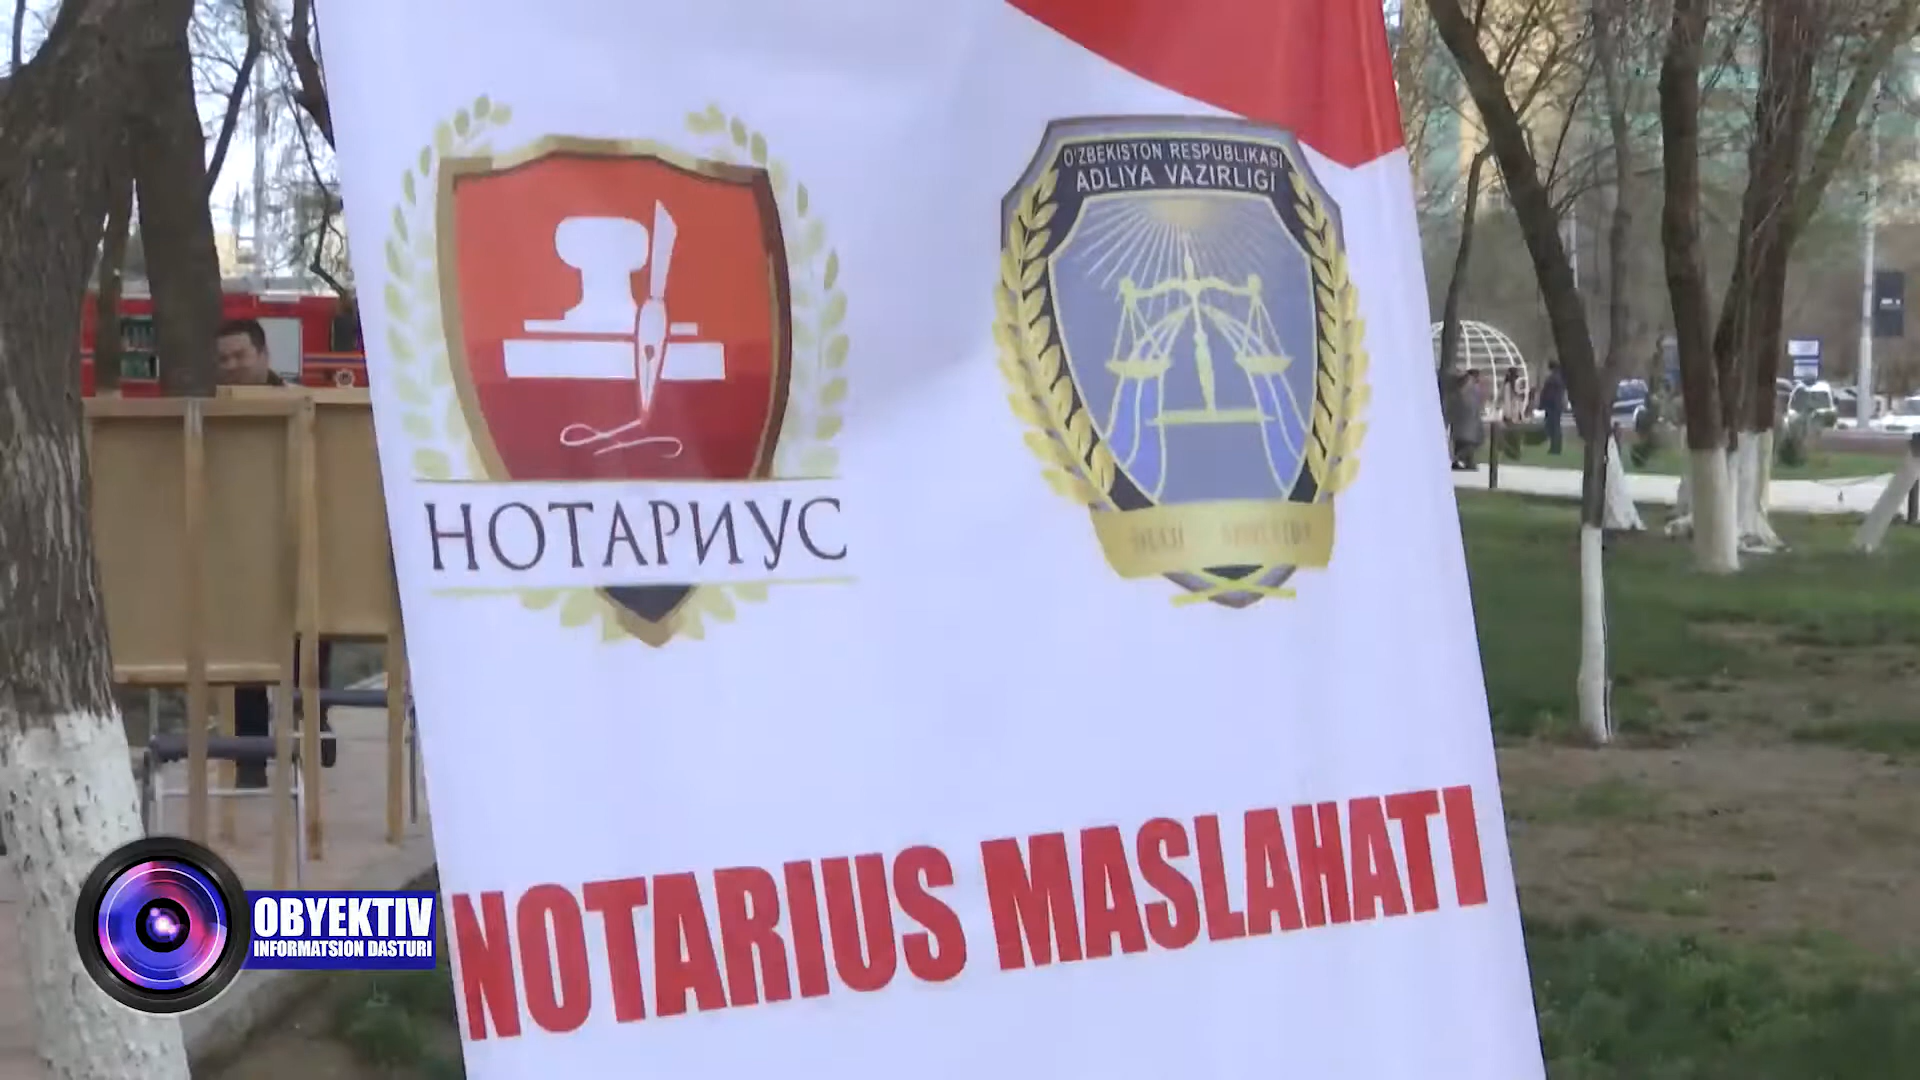 O'ZBEKISTON RESPUBLIKASI
ADLIYA VAZIRLIGI
НОТАРИУС
NOTARIUS MASLAHATI
OBYEKTIV
INFORMATSION DASTURI